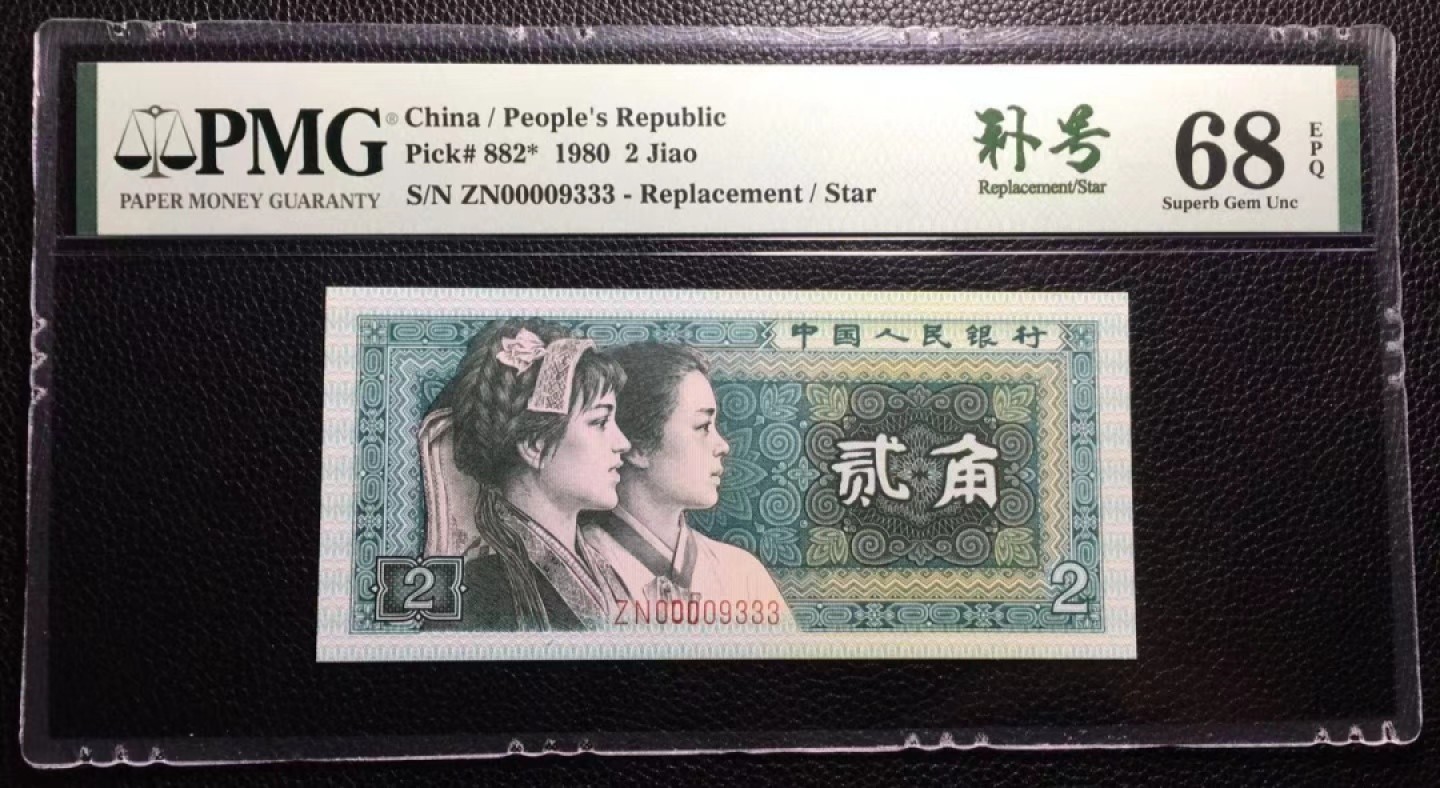 PMG®
PAPER MONEY GUARANTY
China / People's Republic
Pick# 882* 1980 2 Jiao
S/N ZN00009333 - Replacement / Star
补号
Replacement/Star
68
EPQ
Superb Gem Unc
中国人民银行
贰角
2
2
ZN00009333